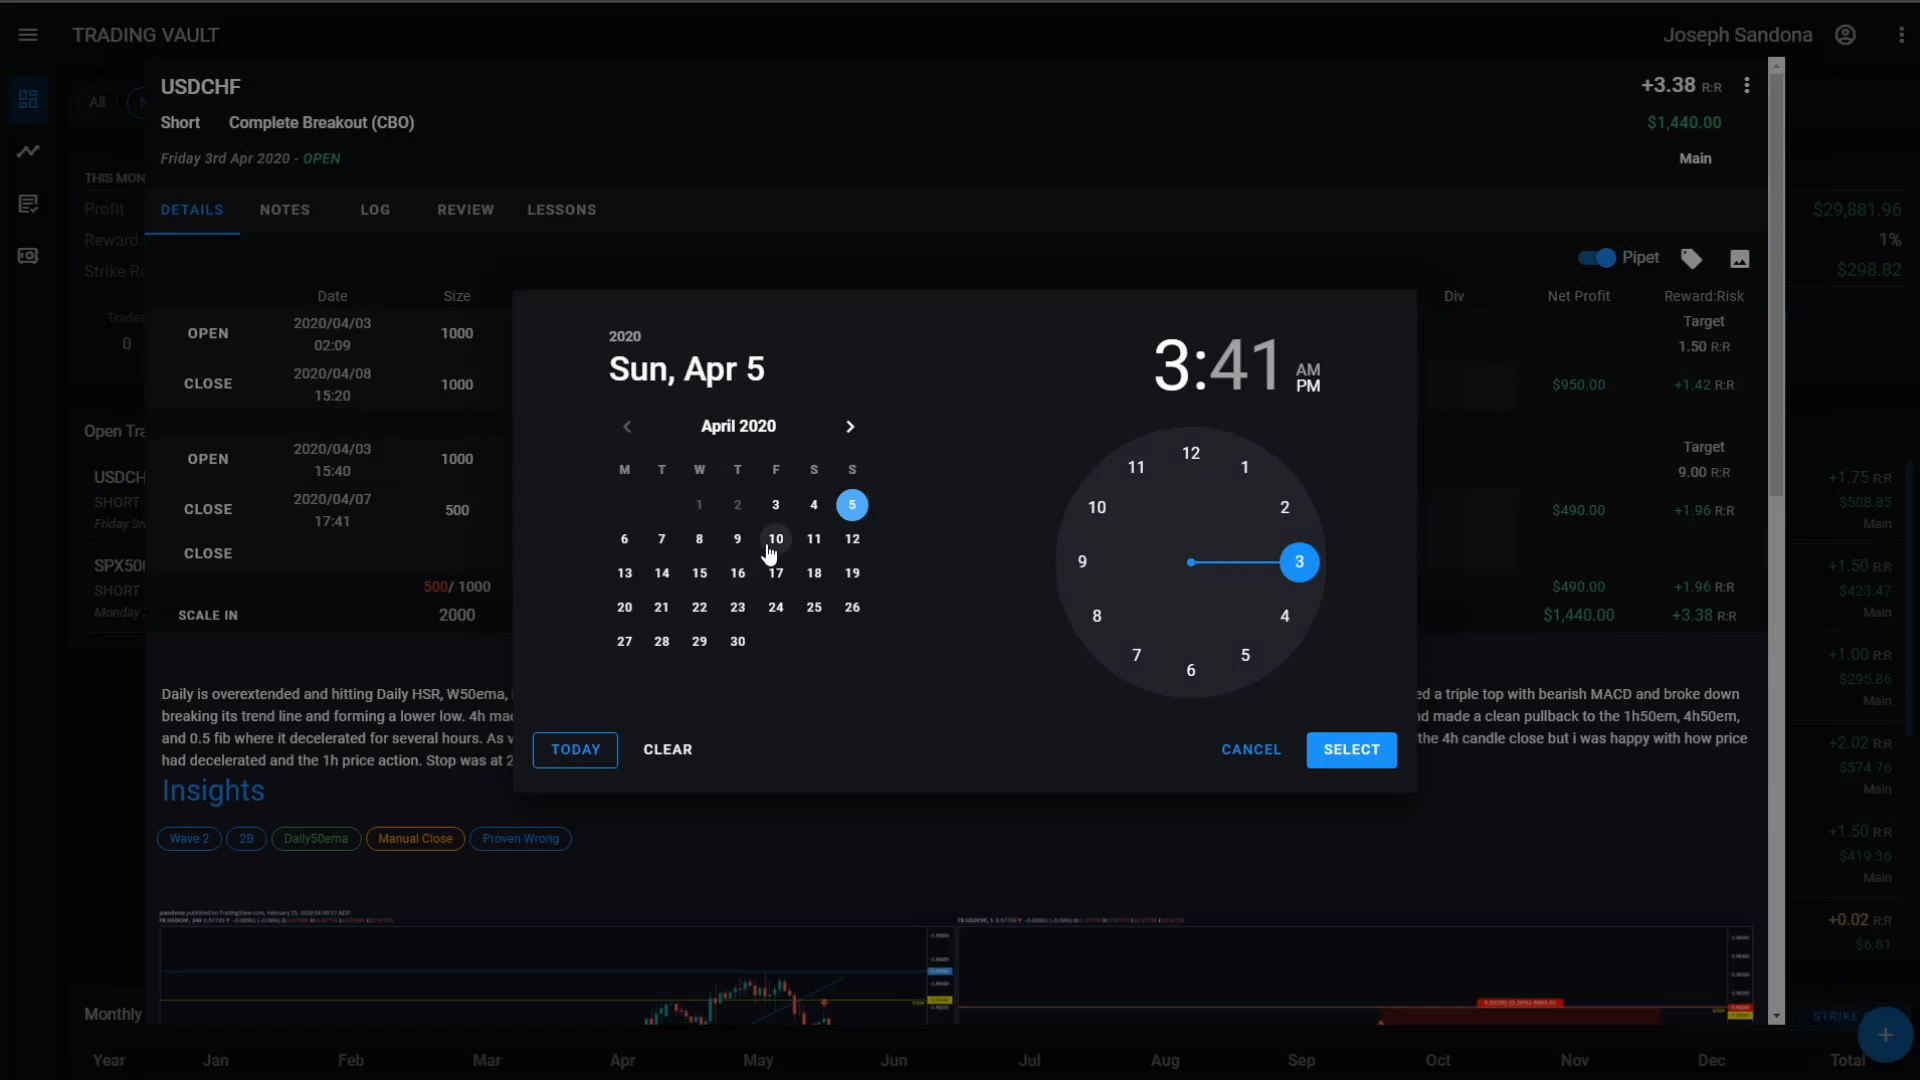 TRADING VAULT
Joseph Sandona
All
USDCHF
+3.38 R:R
Short Complete Breakout (CBO)
$1,440.00
Friday 3rd Apr 2020 - OPEN
Main
THIS MON
Profit
Reward:
Strike Ra
Trades
0
DETAILS NOTES LOG REVIEW LESSONS
$29,881.96
1%
$298.82
Pipet
Date Size Div Net Profit Reward:Risk
OPEN 2020/04/03 02:09 1000 Target 1.50 R:R
CLOSE 2020/04/08 15:20 1000 $950.00 +1.42 R:R
OPEN 2020/04/03 15:40 1000 Target 9.00 R:R
CLOSE 2020/04/07 17:41 500 $490.00 +1.96 R:R
CLOSE
500/ 1000 $490.00 +1.96 R:R
SCALE IN 2000 $1,440.00 +3.38 R:R
2020
Sun, Apr 5
April 2020
M T W T F S S
1 2 3 4 5
6 7 8 9 10 11 12
13 14 15 16 17 18 19
20 21 22 23 24 25 26
27 28 29 30
3:41 AM PM
12
11 1
10 2
9 3
8 4
7 5
6
TODAY CLEAR CANCEL SELECT
Open Tra
USDCH
SHORT
Friday 3r
SPX500
SHORT
Monday
+1.75 R:R
$508.85
Main
+1.50 R:R
$423.47
Main
+1.00 R:R
$295.86
Main
+2.02 R:R
$574.76
Main
+1.50 R:R
$419.36
Main
+0.02 R:R
$6.81
Daily is overextended and hitting Daily HSR, W50ema, ed a triple top with bearish MACD and broke down
breaking its trend line and forming a lower low. 4h mac nd made a clean pullback to the 1h50em, 4h50em,
and 0.5 fib where it decelerated for several hours. As v the 4h candle close but i was happy with how price
had decelerated and the 1h price action. Stop was at 2
Insights
Wave 2 2B Daily50ema Manual Close Proven Wrong
Monthly
STRIKE
Year Jan Feb Mar Apr May Jun Jul Aug Sep Oct Nov Dec Total